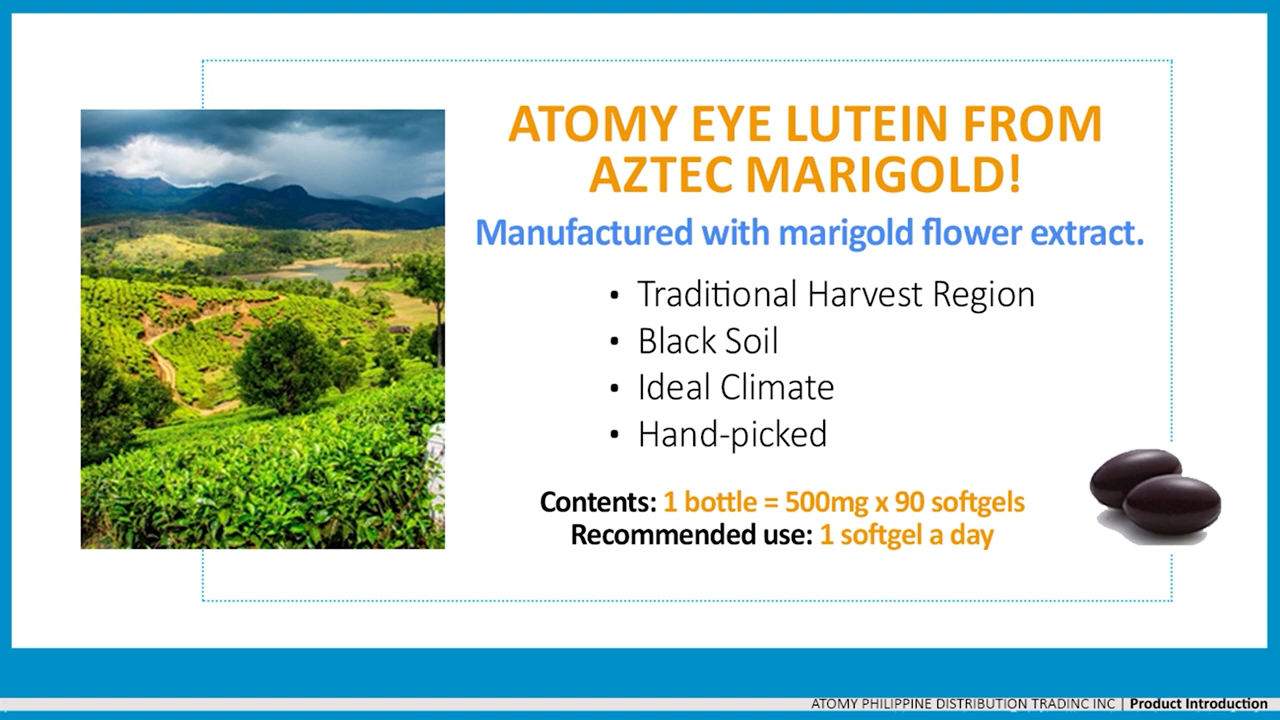 ATOMY EYE LUTEIN FROM
AZTEC MARIGOLD!
Manufactured with marigold flower extract.
• Traditional Harvest Region
• Black Soil
• Ideal Climate
• Hand-picked
Contents: 1 bottle = 500mg x 90 softgels
Recommended use: 1 softgel a day
ATOMY PHILIPPINE DISTRIBUTION TRADINC INC | Product Introduction